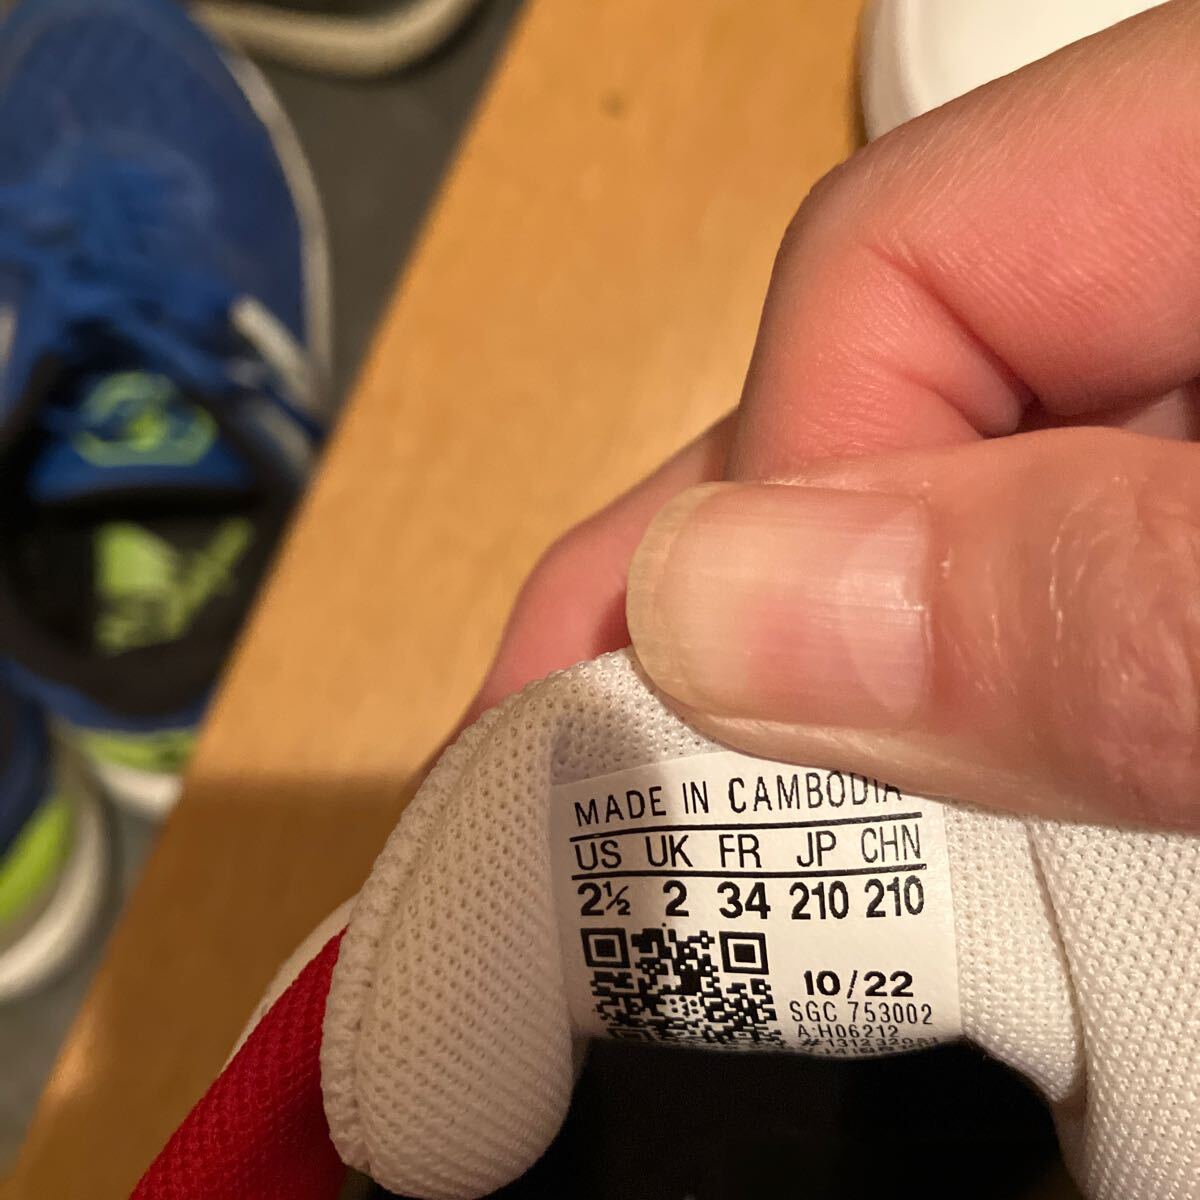 MADE IN CAMBODIA
US UK FR JP CHN
2½ 2 34 210 210
10/22
SGC 753002
A:H06212